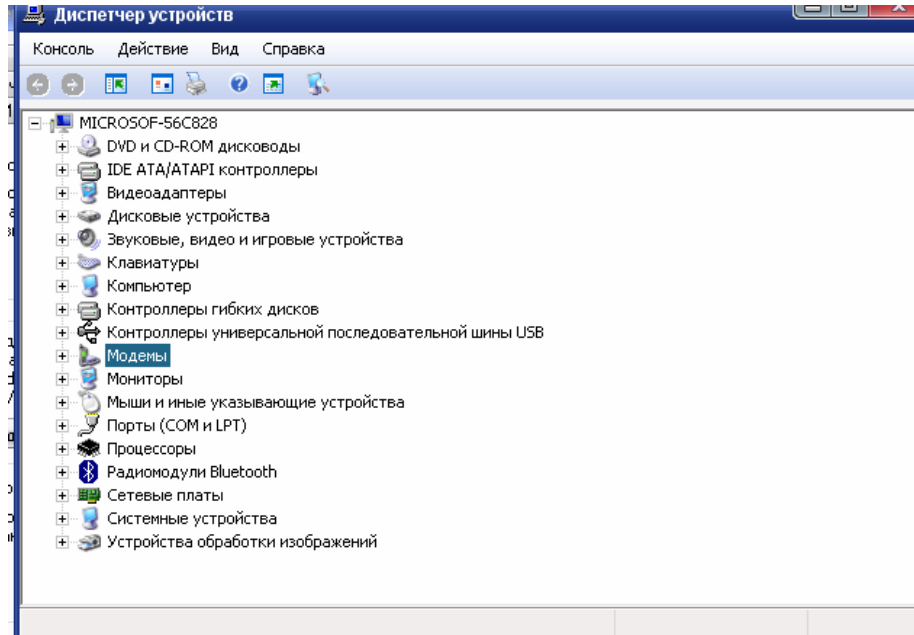 Диспетчер устройств
Консоль Действие Вид Справка
MICROSOF-56C828
DVD и CD-ROM дисководы
IDE ATA/ATAPI контроллеры
Видеоадаптеры
Дисковые устройства
Звуковые, видео и игровые устройства
Клавиатуры
Компьютер
Контроллеры гибких дисков
Контроллеры универсальной последовательной шины USB
Модемы
Мониторы
Мыши и иные указывающие устройства
Порты (COM и LPT)
Процессоры
Радиомодули Bluetooth
Сетевые платы
Системные устройства
Устройства обработки изображений